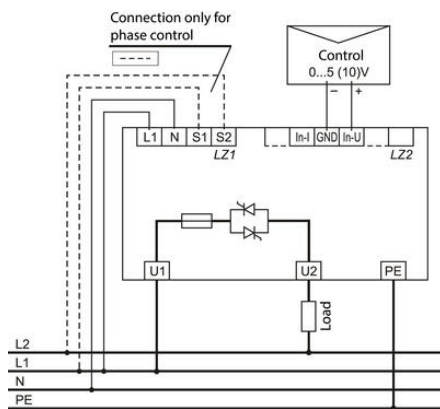 Connection only for
phase control
Control
0...5 (10)V
− +
L1 N S1 S2 In-I GND In-U
LZ1 LZ2
U1 U2 PE
Load
L2
L1
N
PE